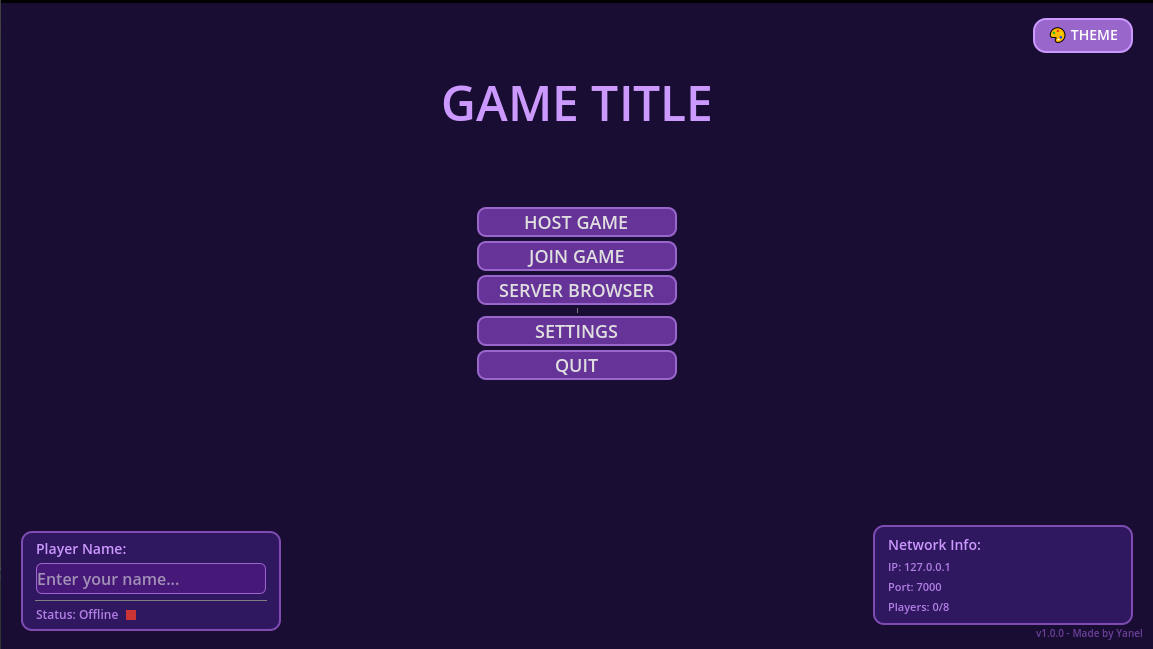 THEME
GAME TITLE
HOST GAME
JOIN GAME
SERVER BROWSER
SETTINGS
QUIT
Player Name:
Enter your name...
Status: Offline
Network Info:
IP: 127.0.0.1
Port: 7000
Players: 0/8
v1.0.0 - Made by Yanel